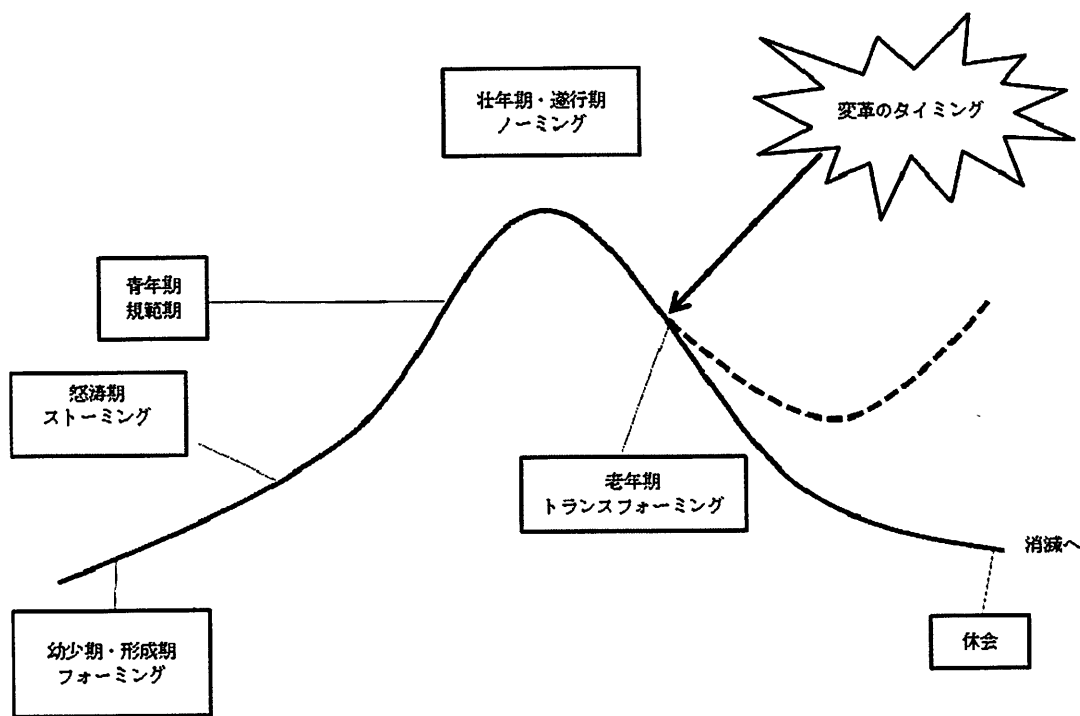 壮年期・遂行期
ノーミング
変革のタイミング
青年期
規範期
怒涛期
ストーミング
老年期
トランスフォーミング
消滅へ
休会
幼少期・形成期
フォーミング